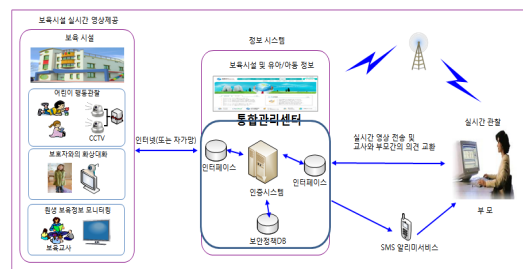 보육시설 실시간 영상제공
보육 시설
어린이 행동관찰
CCTV
보호자와의 화상대화
원생 보육정보 모니터링
보육교사
인터넷(또는 자가망)
정보 시스템
보육시설 및 유아/아동 정보
통합관리센터
인터페이스
인증시스템
인터페이스
보안정책DB
실시간 영상 전송 및
교사와 부모간의 의견 교환
SMS 알리미서비스
실시간 관찰
부 모